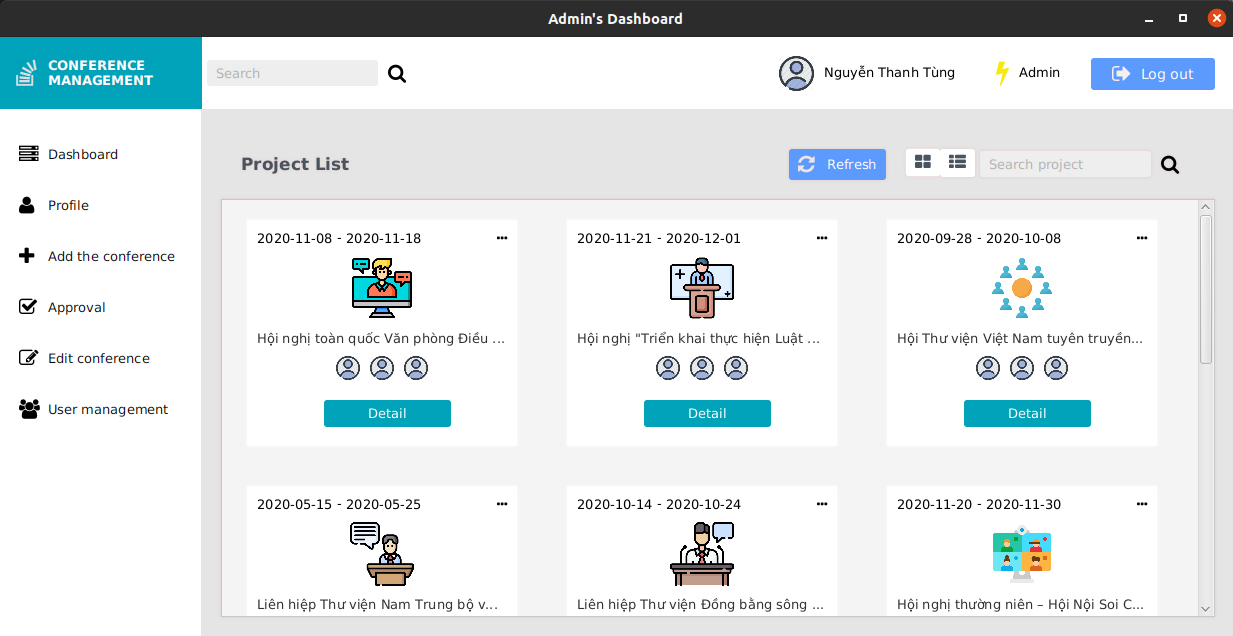 Admin's Dashboard
CONFERENCE
MANAGEMENT
Search
Nguyễn Thanh Tùng
Admin
Log out
Dashboard
Profile
Add the conference
Approval
Edit conference
User management
Project List
Refresh
Search project
2020-11-08 - 2020-11-18
Hội nghị toàn quốc Văn phòng Điều ...
Detail
2020-11-21 - 2020-12-01
Hội nghị "Triển khai thực hiện Luật ...
Detail
2020-09-28 - 2020-10-08
Hội Thư viện Việt Nam tuyên truyền...
Detail
2020-05-15 - 2020-05-25
Liên hiệp Thư viện Nam Trung bộ v...
2020-10-14 - 2020-10-24
Liên hiệp Thư viện Đồng bằng sông ...
2020-11-20 - 2020-11-30
Hội nghị thường niên – Hội Nội Soi C...